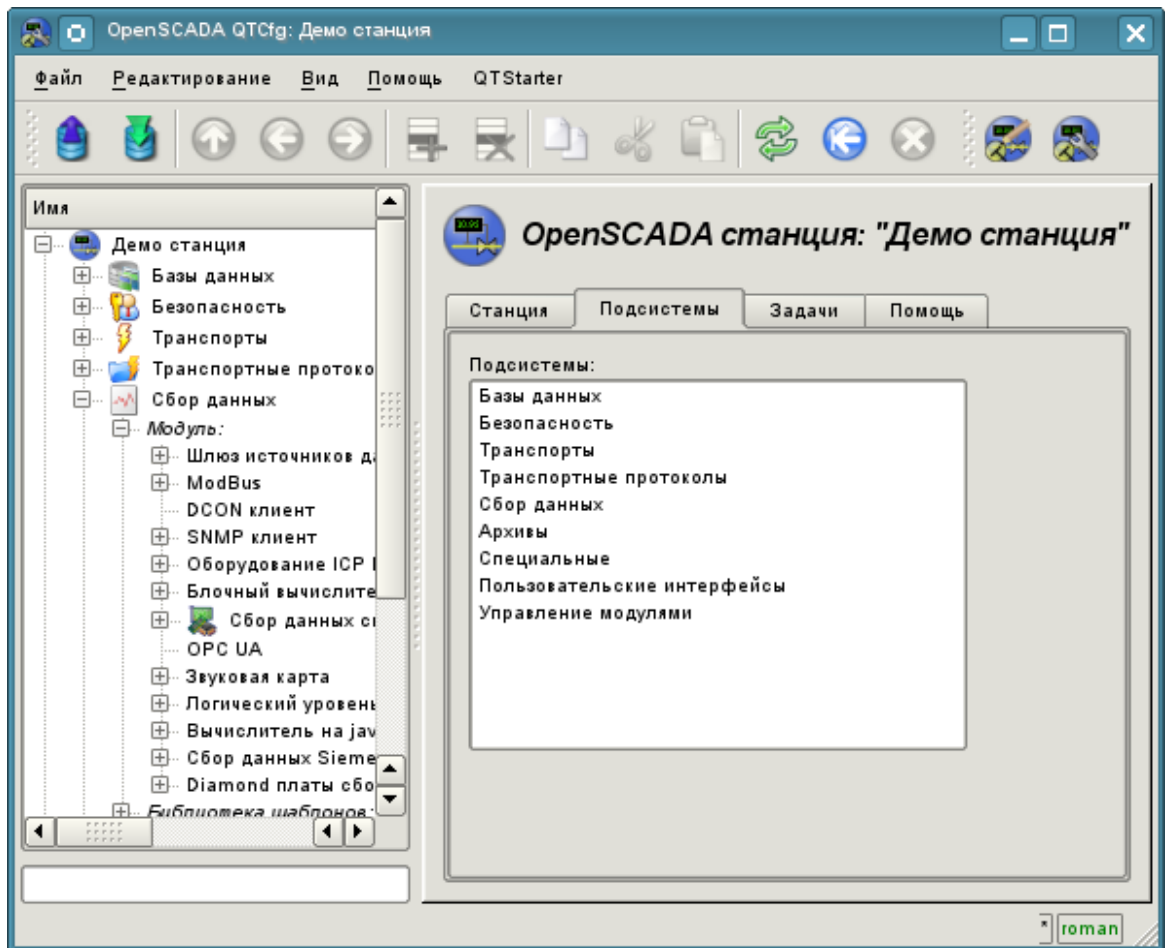 OpenSCADA QTCfg: Демо станция
Файл Редактирование Вид Помощь QTStarter
Имя
Демо станция
Базы данных
Безопасность
Транспорты
Транспортные протоко
Сбор данных
Модуль:
Шлюз источников д
ModBus
DCON клиент
SNMP клиент
Оборудование ICP
Блочный вычислите
Сбор данных си
OPC UA
Звуковая карта
Логический уровень
Вычислитель на jav
Сбор данных Sieme
Diamond платы сбо
Библиотека шаблонов:
OpenSCADA станция: "Демо станция"
Станция Подсистемы Задачи Помощь
Подсистемы:
Базы данных
Безопасность
Транспорты
Транспортные протоколы
Сбор данных
Архивы
Специальные
Пользовательские интерфейсы
Управление модулями
* roman